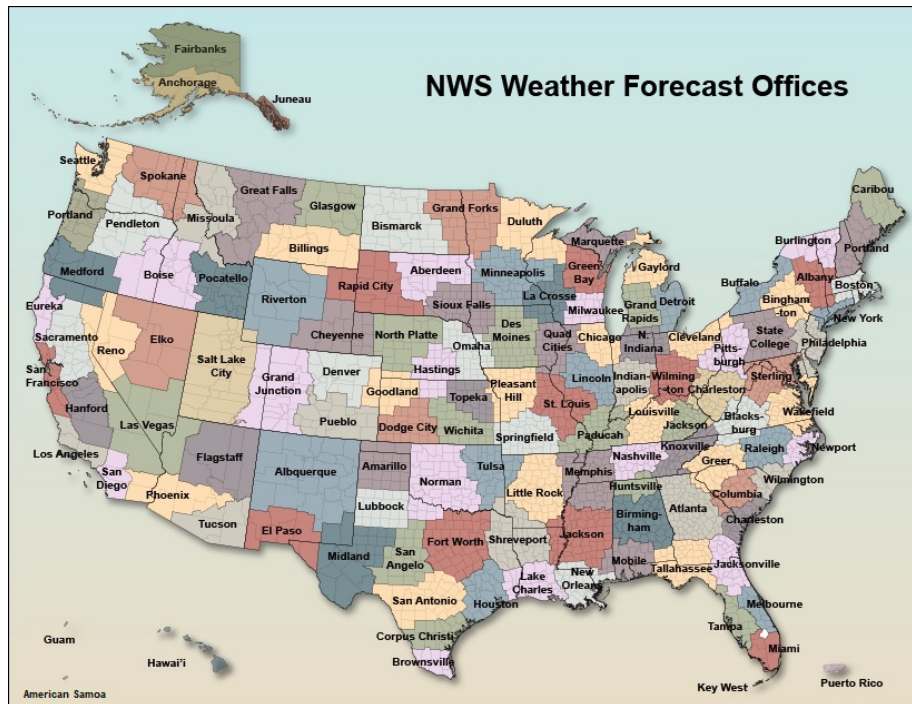 Fairbanks
Anchorage
Juneau
NWS Weather Forecast Offices
Seattle
Spokane
Portland
Pendleton
Missoula
Great Falls
Glasgow
Bismarck
Grand Forks
Duluth
Marquette
Caribou
Medford
Boise
Pocatello
Billings
Riverton
Rapid City
Aberdeen
Minneapolis
Green
Bay
Gaylord
Burlington
Portland
Eureka
Sacramento
Reno
Elko
Salt Lake
City
Cheyenne
North Platte
Sioux Falls
La Crosse
Milwaukee
Grand
Rapids
Detroit
Buffalo
Albany
Boston
Bingham-
ton
New York
San
Francisco
Hanford
Las Vegas
Grand
Junction
Denver
Pueblo
Goodland
Hastings
Omaha
Des
Moines
Quad
Cities
Chicago
N.
Indiana
Cleveland
Pitts-
burgh
State
College
Philadelphia
Los Angeles
San
Diego
Phoenix
Flagstaff
Tucson
Albuquerque
El Paso
Dodge City
Topeka
Wichita
Pleasant
Hill
St. Louis
Lincoln
Indian-
apolis
Wilming
-ton
Charleston
Sterling
Wakefield
Springfield
Paducah
Louisville
Jackson
Blacks-
burg
Amarillo
Lubbock
Norman
Tulsa
Little Rock
Memphis
Nashville
Knoxville
Greer
Raleigh
Newport
Wilmington
Midland
San
Angelo
Fort Worth
Shreveport
Jackson
Huntsville
Birming-
ham
Atlanta
Columbia
Charleston
San Antonio
Houston
Lake
Charles
New
Orleans
Mobile
Tallahassee
Jacksonville
Corpus Christi
Brownsville
Tampa
Melbourne
Miami
Key West
Guam
Hawai'i
American Samoa
Puerto Rico